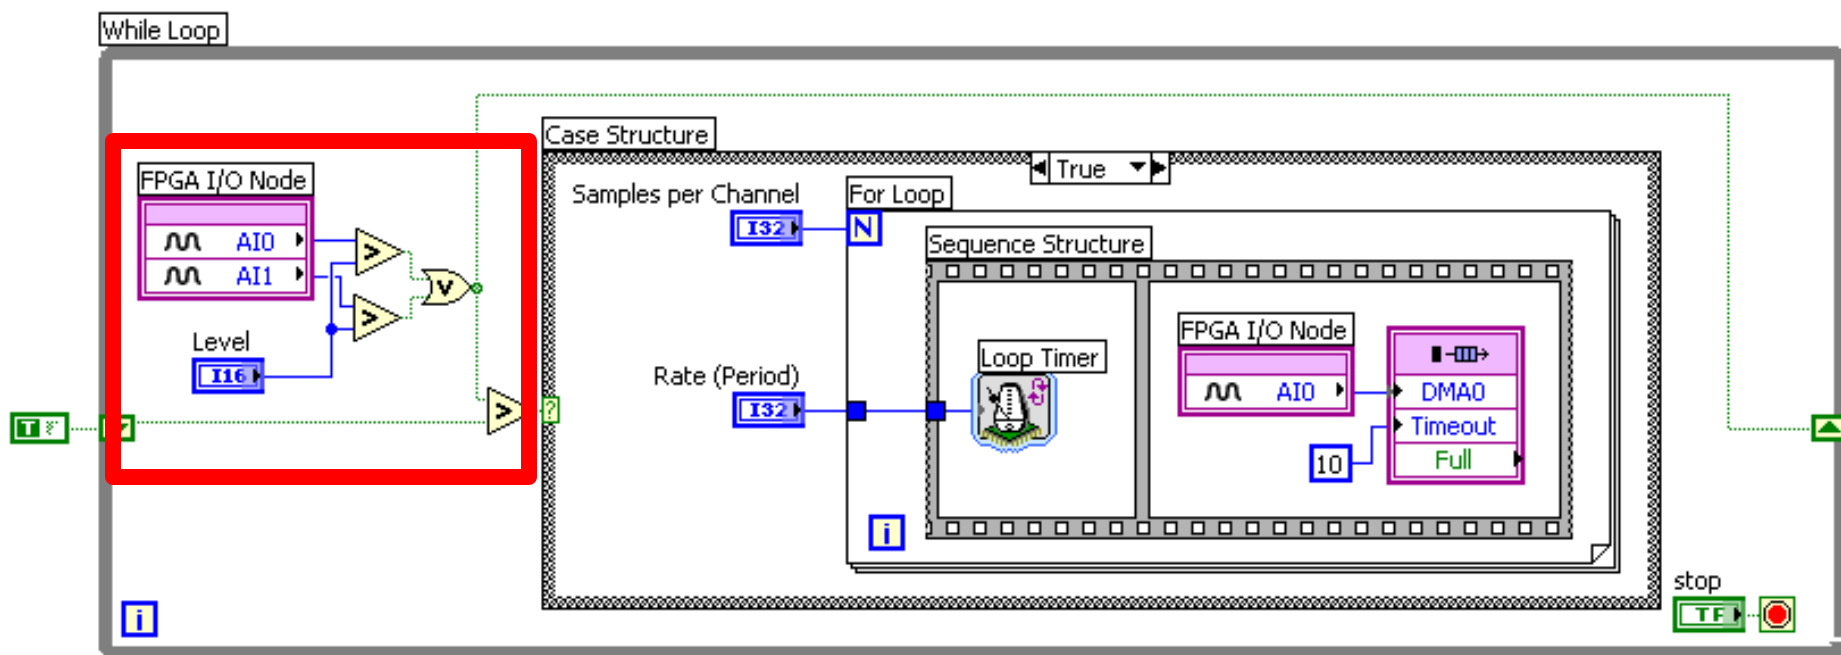 While Loop
Case Structure
True
FPGA I/O Node
Samples per Channel
For Loop
I32
N
AI0
Sequence Structure
AI1
V
FPGA I/O Node
Level
Loop Timer
I16
Rate (Period)
AI0
DMA0
I32
?
T
Timeout
10
Full
i
stop
i
TF